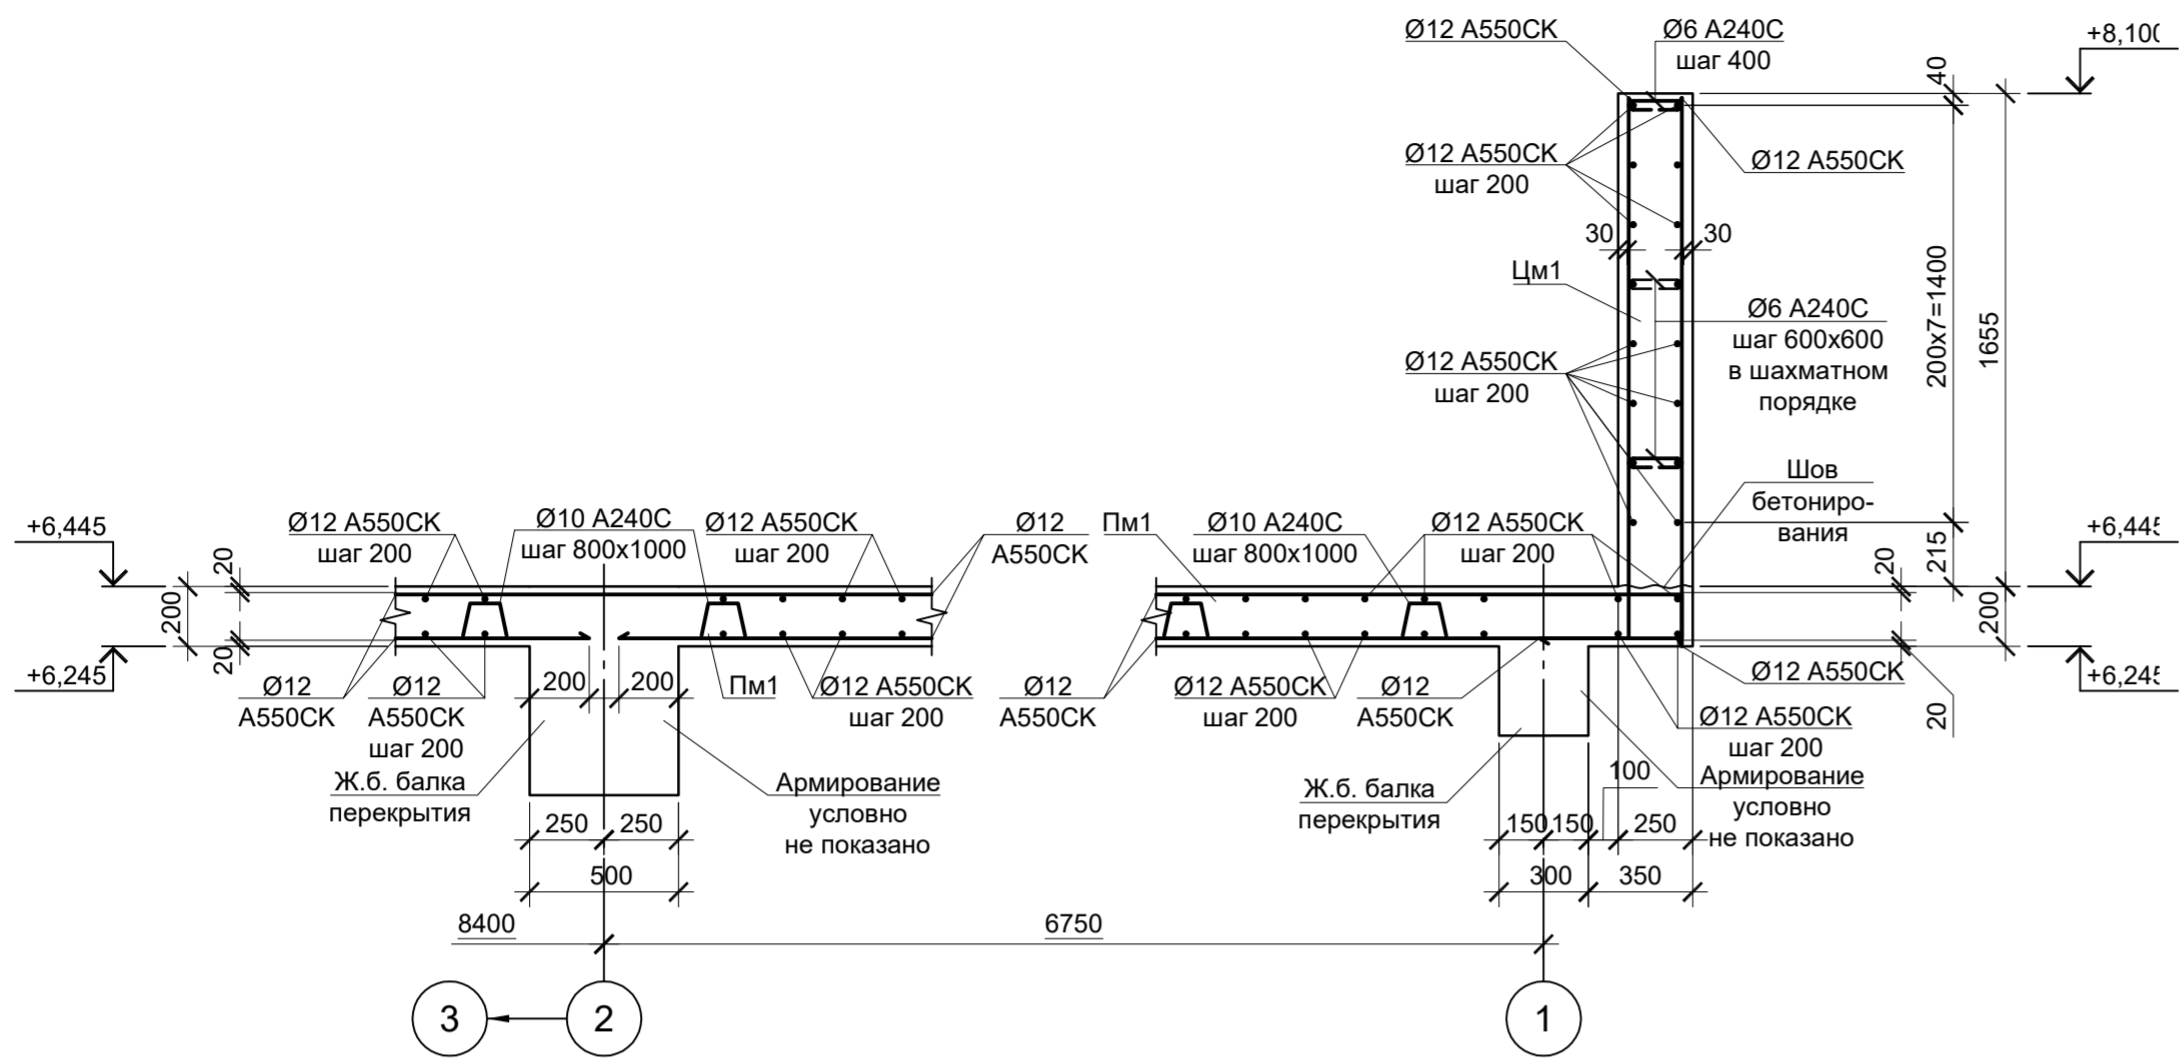 Ø12 А550СК
Ø6 А240С
шаг 400
+8,100
40
Ø12 А550СК
шаг 200
Ø12 А550СК
30
30
Цм1
Ø6 А240С
шаг 600х600
в шахматном
порядке
200х7=1400
1655
Ø12 А550СК
шаг 200
Шов
бетониро-
вания
+6,445
20
200
20
+6,245
Ø12 А550СК
шаг 200
Ø10 А240С
шаг 800х1000
Ø12 А550СК
шаг 200
Ø12
А550СК
Пм1
Ø10 А240С
шаг 800х1000
Ø12 А550СК
шаг 200
215
20
+6,445
200
+6,245
20
Ø12
А550СК
Ø12
А550СК
шаг 200
200
200
Пм1
Ø12 А550СК
шаг 200
Ø12
А550СК
Ø12 А550СК
шаг 200
Ø12
А550СК
Ø12 А550СК
Ø12 А550СК
шаг 200
Ж.б. балка
перекрытия
Армирование
условно
не показано
Ж.б. балка
перекрытия
100
Армирование
условно
не показано
250
250
500
150
150
250
300
350
8400
6750
3
2
1